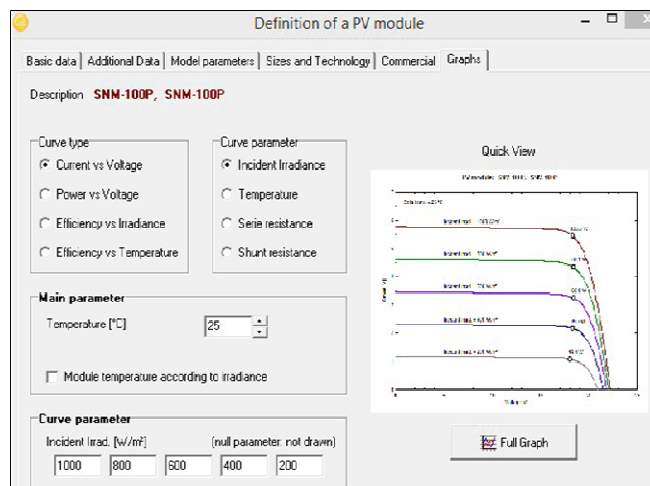 Definition of a PV module
Basic data
Additional Data
Model parameters
Sizes and Technology
Commercial
Graphs
Description SNM-100P, SNM-100P
Curve type
Current vs Voltage
Power vs Voltage
Efficiency vs Irradiance
Efficiency vs Temperature
Curve parameter
Incident Irradiance
Temperature
Serie resistance
Shunt resistance
Quick View
Main parameter
Temperature [°C] 25
Module temperature according to irradiance
Curve parameter
Incident Irrad. [W/m²] (null parameter: not drawn)
1000 800 600 400 200
Full Graph